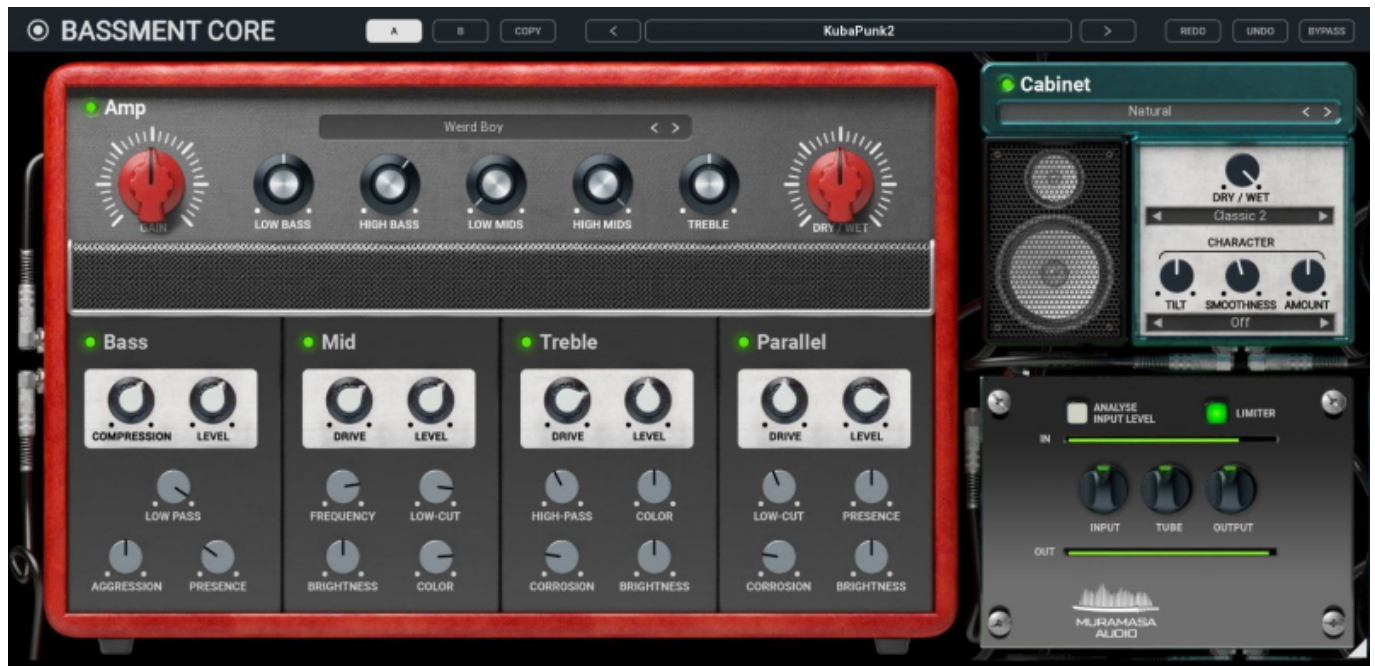 BASSMENT CORE
A
B
COPY
<
KubaPunk2
>
REDO
UNDO
BYPASS
Amp
Weird Boy
< >
GAIN
LOW BASS
HIGH BASS
LOW MIDS
HIGH MIDS
TREBLE
DRY / WET
Cabinet
Natural
< >
DRY / WET
Classic 2
CHARACTER
TILT
SMOOTHNESS
AMOUNT
Off
Bass
COMPRESSION
LEVEL
LOW PASS
AGGRESSION
PRESENCE
Mid
DRIVE
LEVEL
FREQUENCY
LOW-CUT
BRIGHTNESS
COLOR
Treble
DRIVE
LEVEL
HIGH-PASS
COLOR
CORROSION
BRIGHTNESS
Parallel
DRIVE
LEVEL
LOW-CUT
PRESENCE
CORROSION
BRIGHTNESS
ANALYSE
INPUT LEVEL
LIMITER
IN
INPUT
TUBE
OUTPUT
OUT
MURAMASA
AUDIO